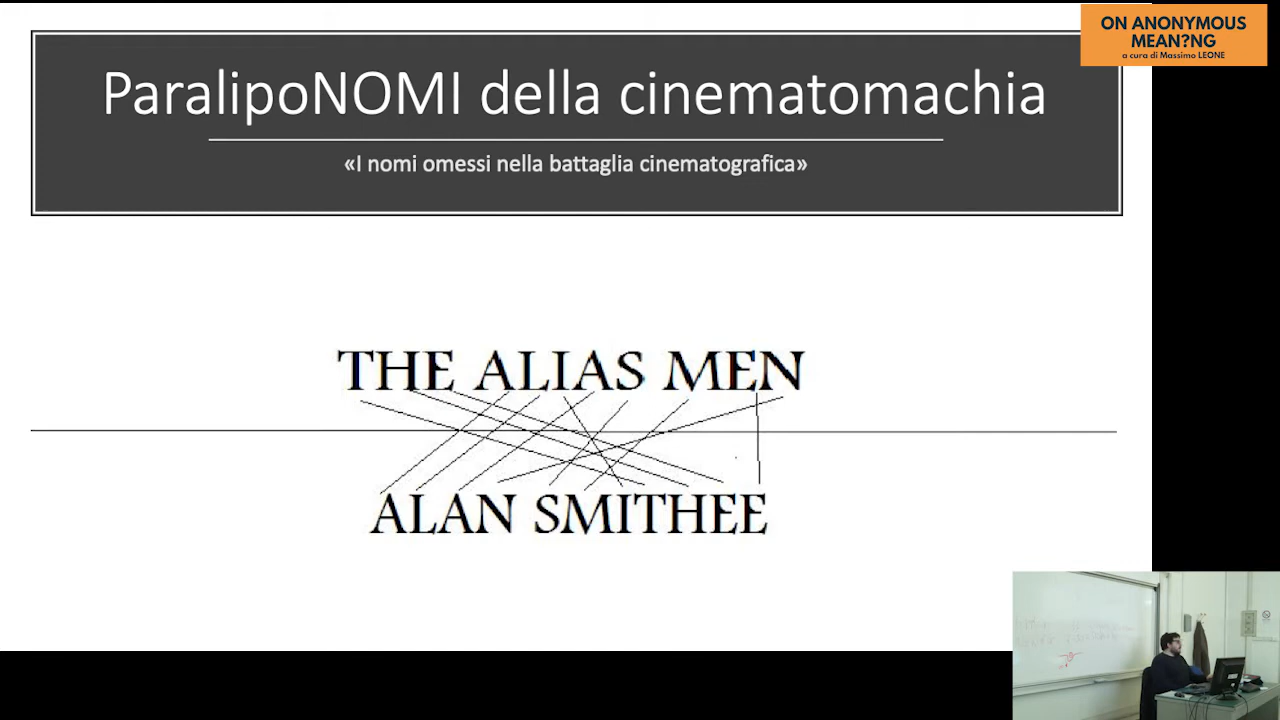 ON ANONYMOUS
MEAN?NG
a cura di Massimo LEONE
ParalipoNOMI della cinematomachia
«I nomi omessi nella battaglia cinematografica»
THE ALIAS MEN
ALAN SMITHEE